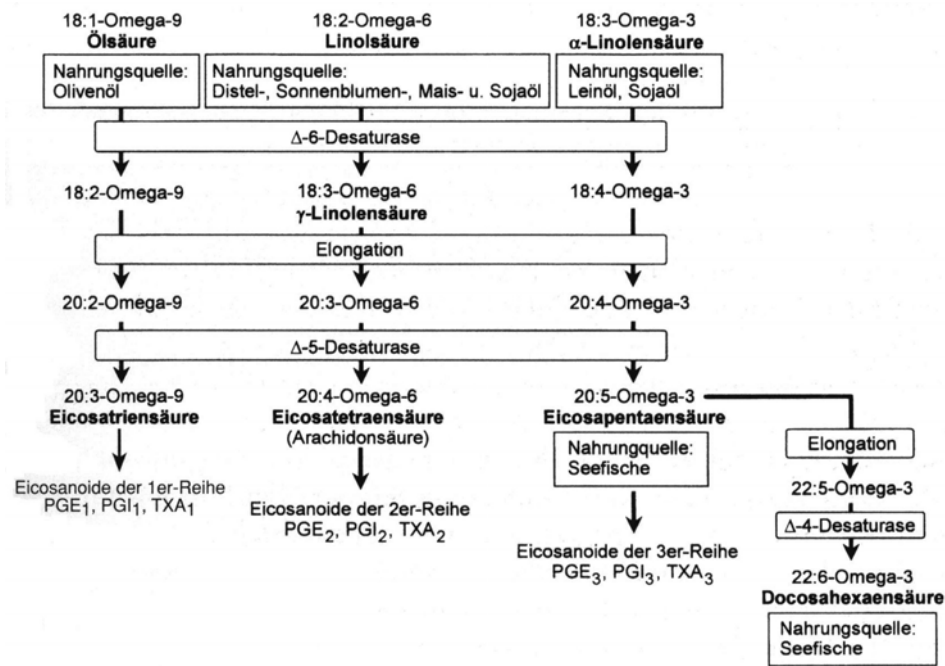 18:1-Omega-9
Ölsäure
18:2-Omega-6
Linolsäure
18:3-Omega-3
α-Linolensäure
Nahrungsquelle:
Olivenöl
Nahrungsquelle:
Distel-, Sonnenblumen-, Mais- u. Sojaöl
Nahrungsquelle:
Leinöl, Sojaöl
Δ-6-Desaturase
18:2-Omega-9
18:3-Omega-6
γ-Linolensäure
18:4-Omega-3
Elongation
20:2-Omega-9
20:3-Omega-6
20:4-Omega-3
Δ-5-Desaturase
20:3-Omega-9
Eicosatriensäure
20:4-Omega-6
Eicosatetraensäure
(Arachidonsäure)
20:5-Omega-3
Eicosapentaensäure
Nahrungquelle:
Seefische
Elongation
22:5-Omega-3
Δ-4-Desaturase
22:6-Omega-3
Docosahexaensäure
Nahrungsquelle:
Seefische
Eicosanoide der 1er-Reihe
PGE₁, PGI₁, TXA₁
Eicosanoide der 2er-Reihe
PGE₂, PGI₂, TXA₂
Eicosanoide der 3er-Reihe
PGE₃, PGI₃, TXA₃